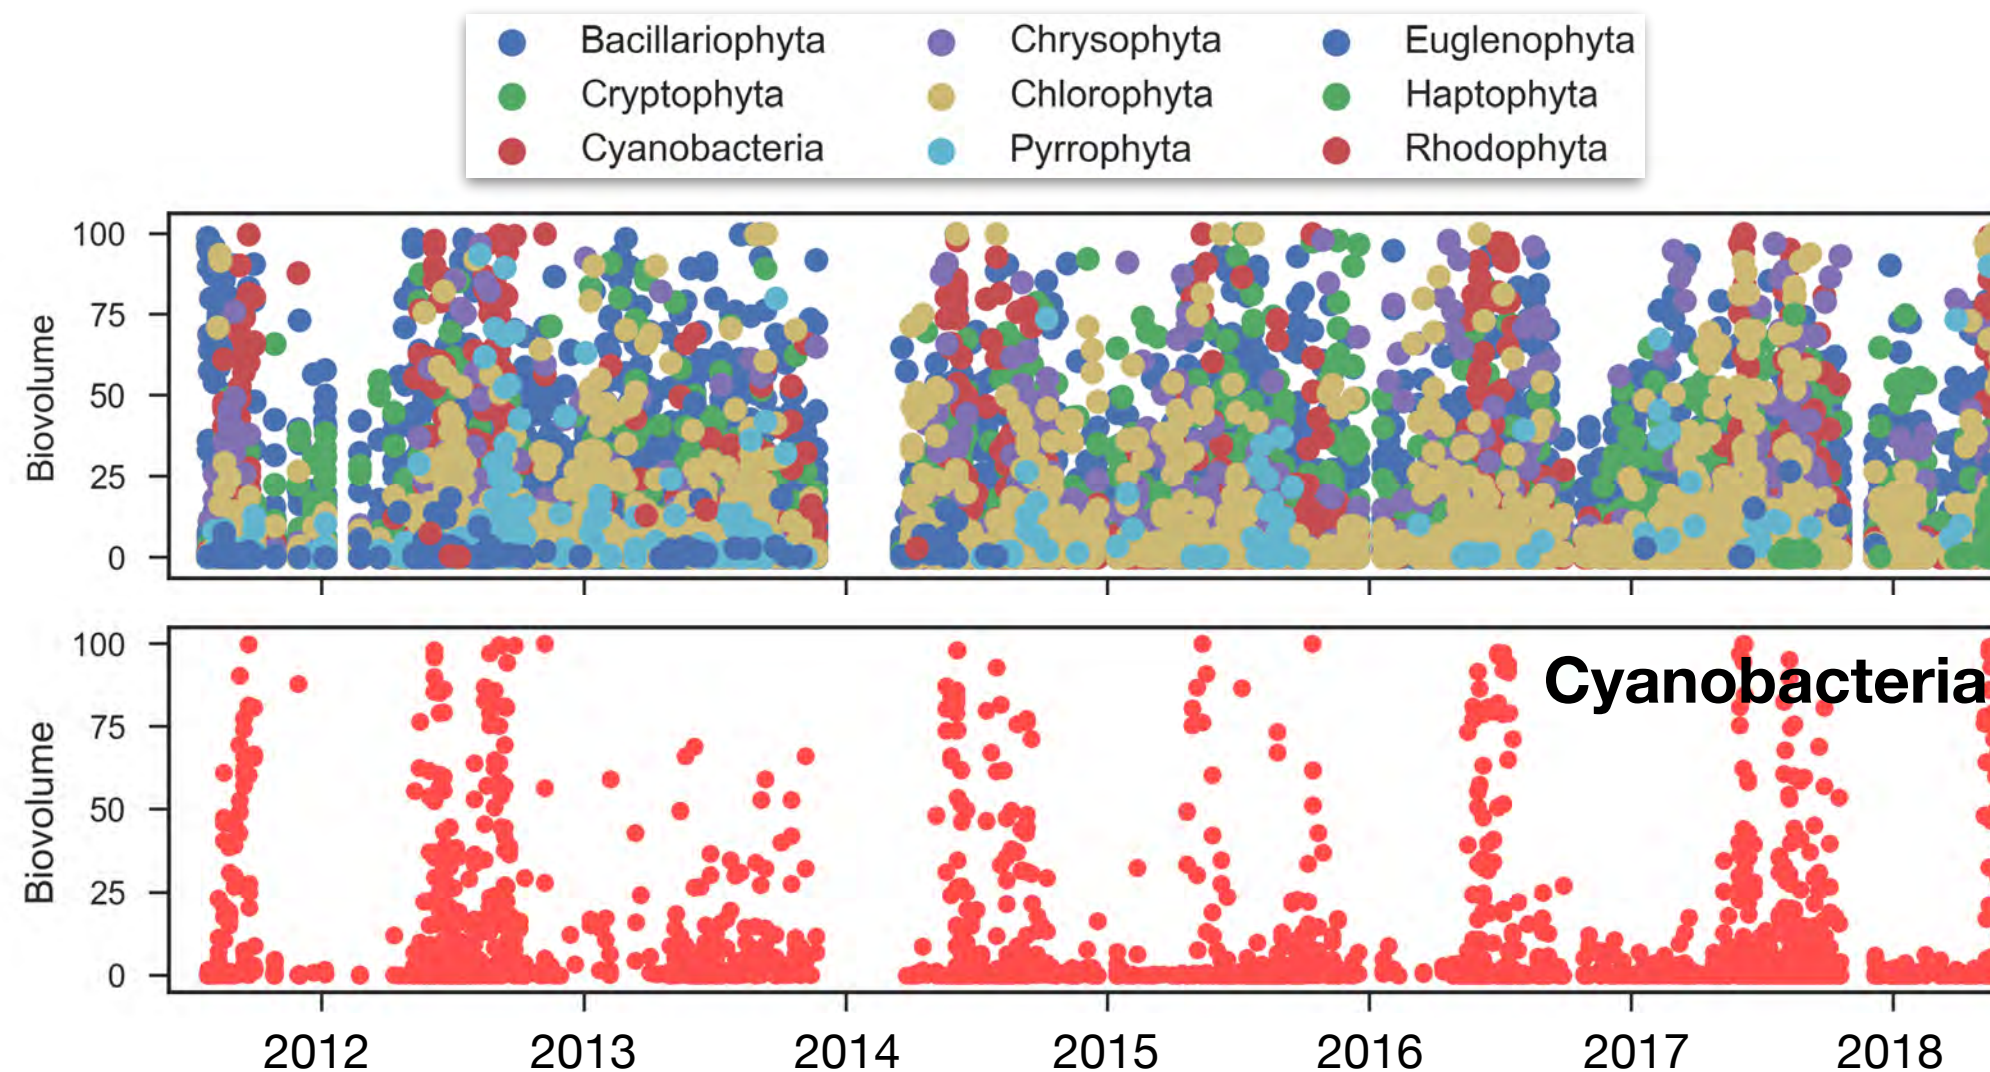 Bacillariophyta Chrysophyta Euglenophyta
Cryptophyta Chlorophyta Haptophyta
Cyanobacteria Pyrrophyta Rhodophyta
100
75
50
25
0
Biovolume
100
75
50
25
0
Biovolume
Cyanobacteria
2012 2013 2014 2015 2016 2017 2018